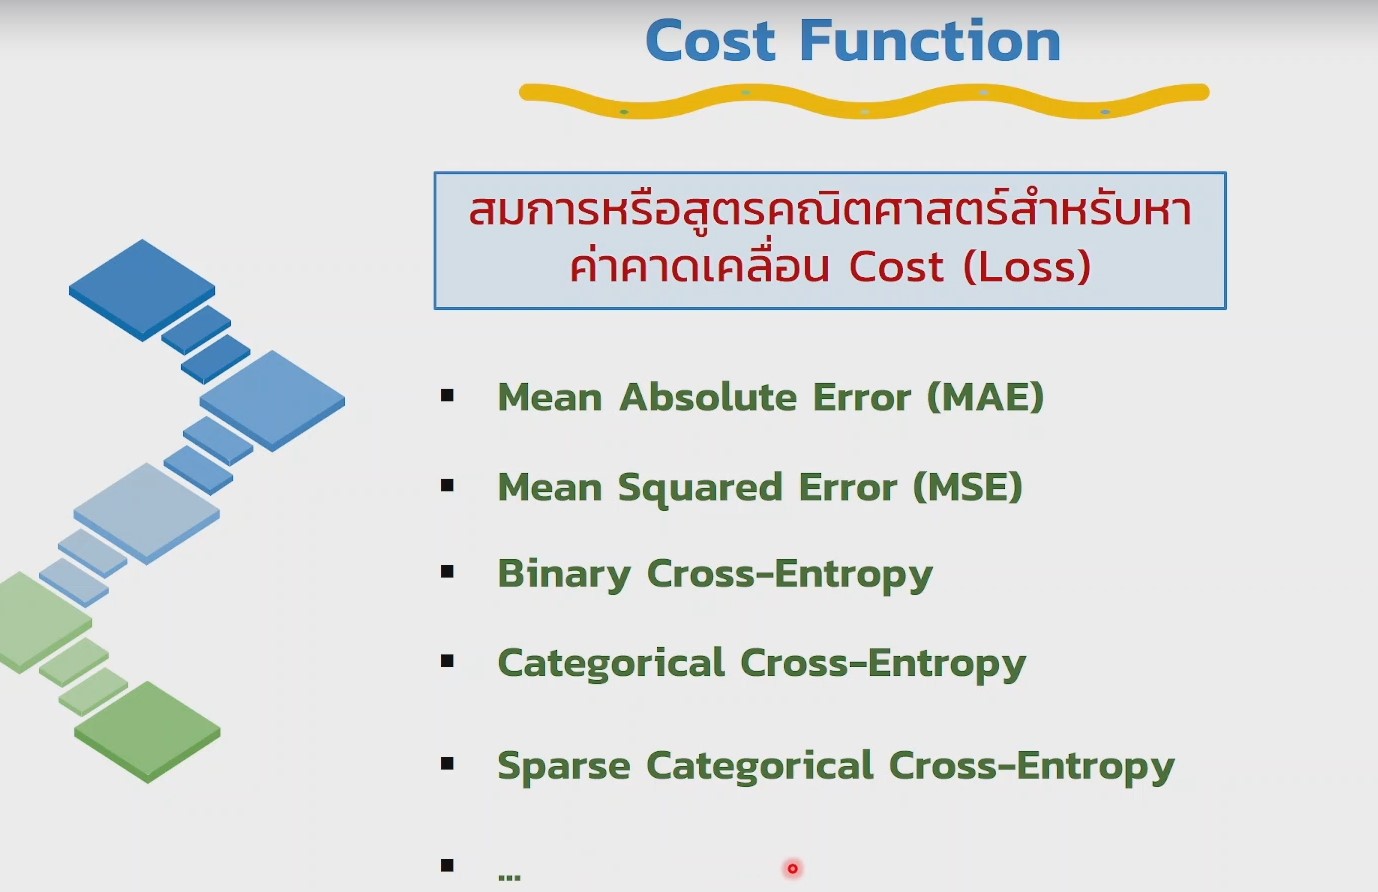 Cost Function
สมการหรือสูตรคณิตศาสตร์สำหรับหา
ค่าคาดเคลื่อน Cost (Loss)
▪ Mean Absolute Error (MAE)
▪ Mean Squared Error (MSE)
▪ Binary Cross-Entropy
▪ Categorical Cross-Entropy
▪ Sparse Categorical Cross-Entropy
▪ ...